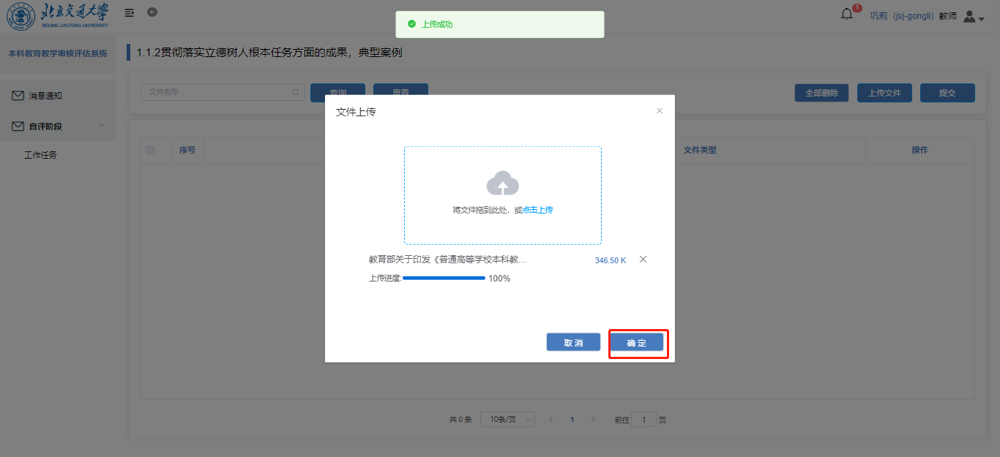 北京交通大学
BEIJING JIAOTONG UNIVERSITY
上传成功
1
巩莉 (jsj-gongli) 教师
本科教育教学审核评估系统
1.1.2贯彻落实立德树人根本任务方面的成果，典型案例
消息通知
自评阶段
工作任务
文件名称
查询
重置
全部删除
上传文件
提交
序号
文件类型
操作
文件上传
将文件拖到此处，或点击上传
教育部关于印发《普通高等学校本科教...
346.50 K
上传进度:
100%
取 消
确 定
共 0 条
10条/页
1
前往 1 页